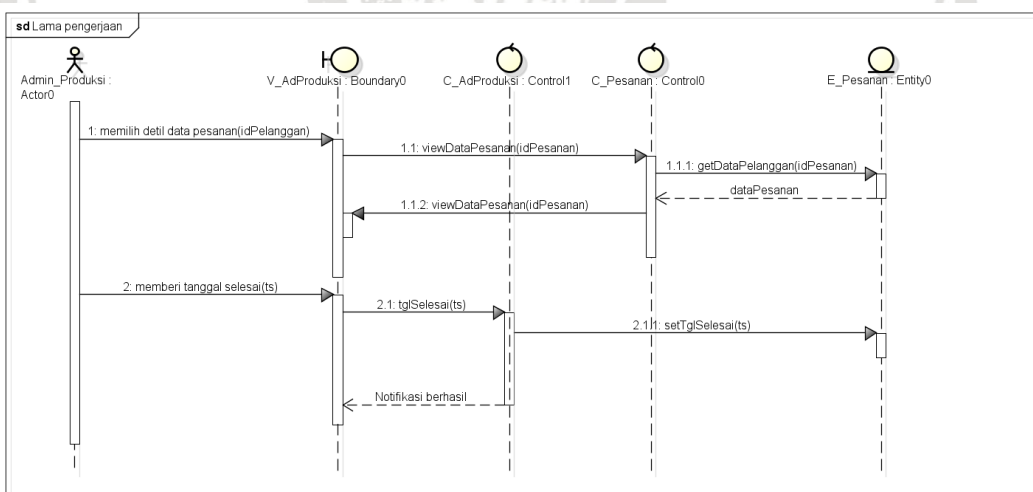 sd Lama pengerjaan
Admin_Produksi :
Actor0
V_AdProduksi : Boundary0
C_AdProduksi : Control1
C_Pesanan : Control0
E_Pesanan : Entity0
1: memilih detil data pesanan(idPelanggan)
1.1: viewDataPesanan(idPesanan)
1.1.1: getDataPelanggan(idPesanan)
dataPesanan
1.1.2: viewDataPesanan(idPesanan)
2: memberi tanggal selesai(ts)
2.1: tglSelesai(ts)
2.1.1: setTglSelesai(ts)
Notifikasi berhasil